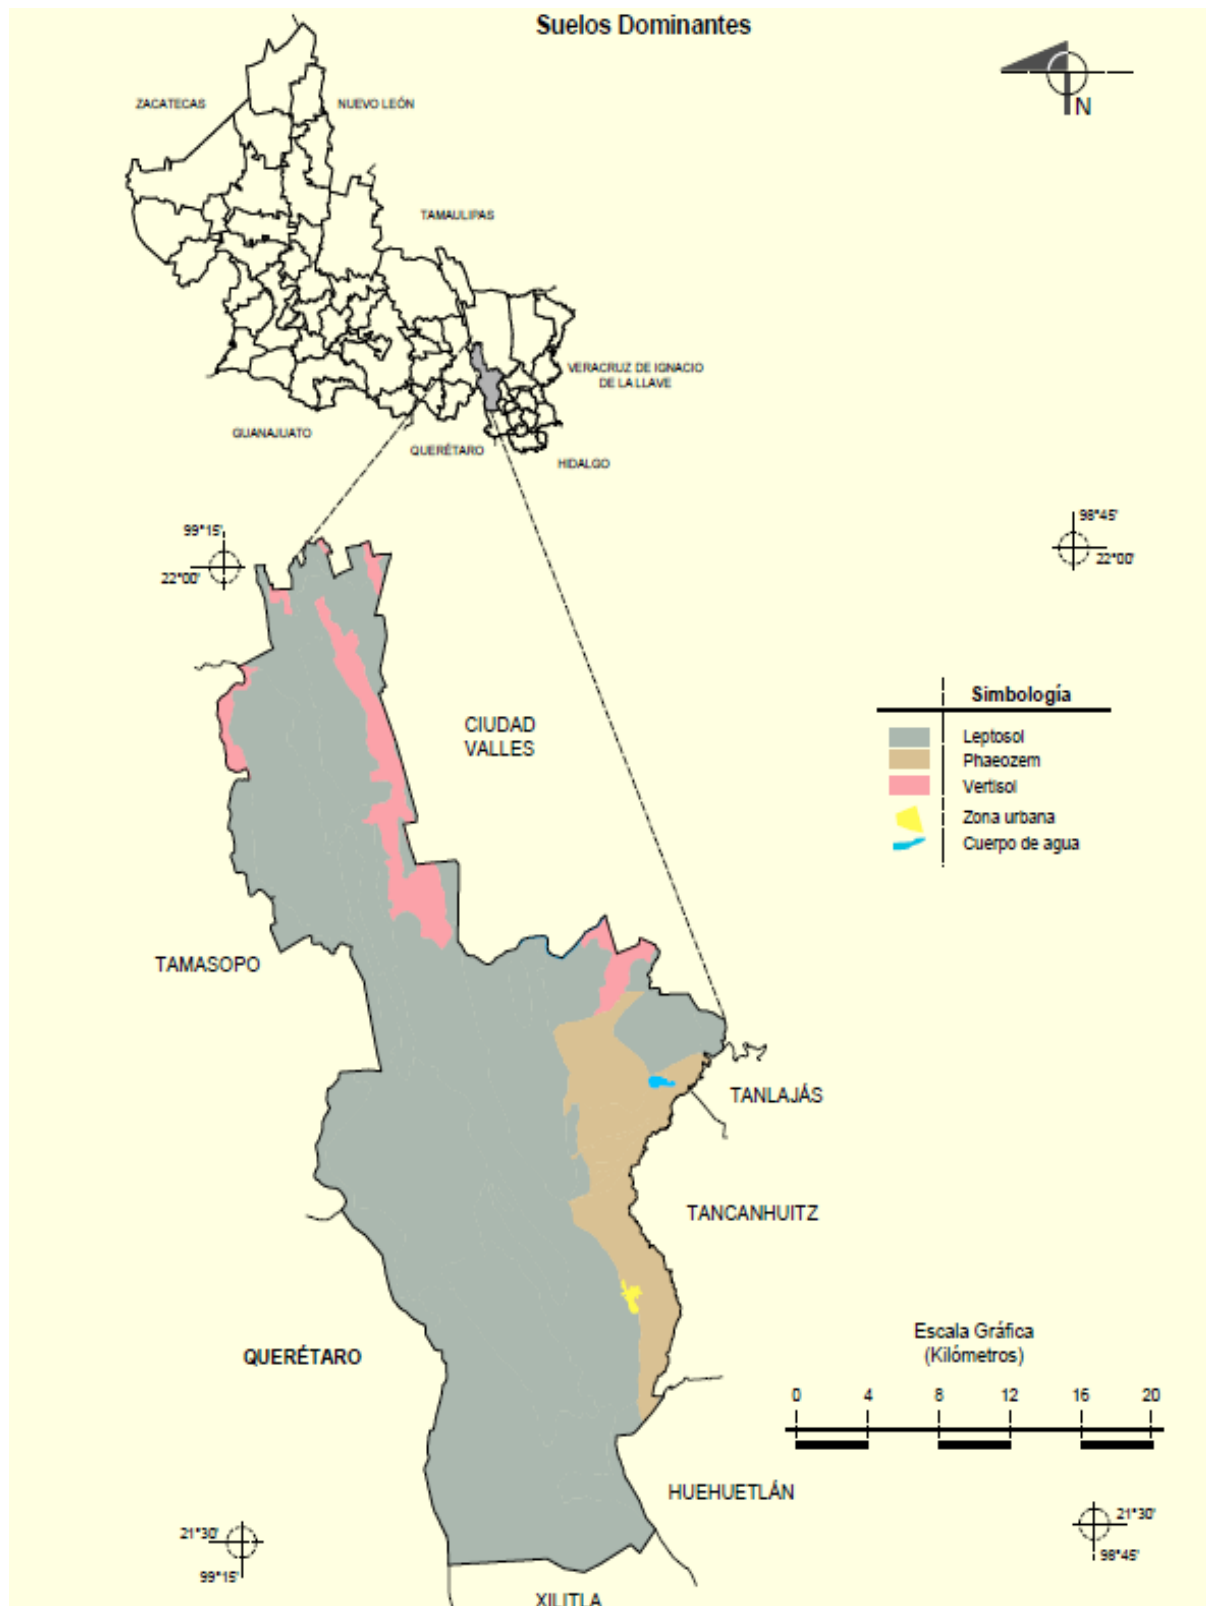 Suelos Dominantes
ZACATECAS
NUEVO LEÓN
N
TAMAULIPAS
VERACRUZ DE IGNACIO
DE LA LLAVE
GUANAJUATO
QUERÉTARO
HIDALGO
99°15'
22°00'
98°45'
22°00'
CIUDAD
VALLES
Simbología
Leptosol
Phaeozem
Vertisol
Zona urbana
Cuerpo de agua
TAMASOPO
TANLAJÁS
TANCANHUITZ
QUERÉTARO
Escala Gráfica
(Kilómetros)
0 4 8 12 16 20
HUEHUETLÁN
21°30'
99°15'
21°30'
98°45'
XILITLA